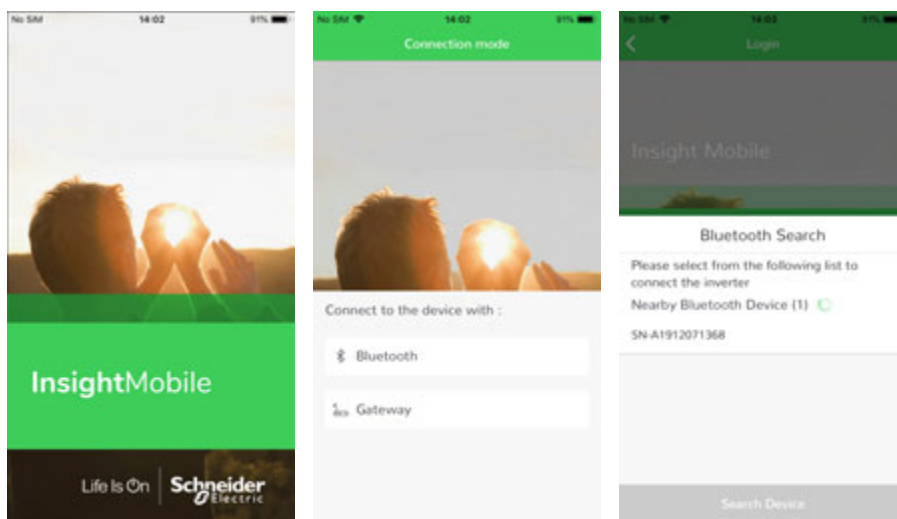 No SIM 14:02 91%
InsightMobile
Life Is On
Schneider
Electric
No SIM 14:02 91%
Connection mode
Connect to the device with :
Bluetooth
Gateway
No SIM 14:03 91%
Login
Insight Mobile
Bluetooth Search
Please select from the following list to
connect the inverter
Nearby Bluetooth Device (1)
SN-A1912071368
Search Device